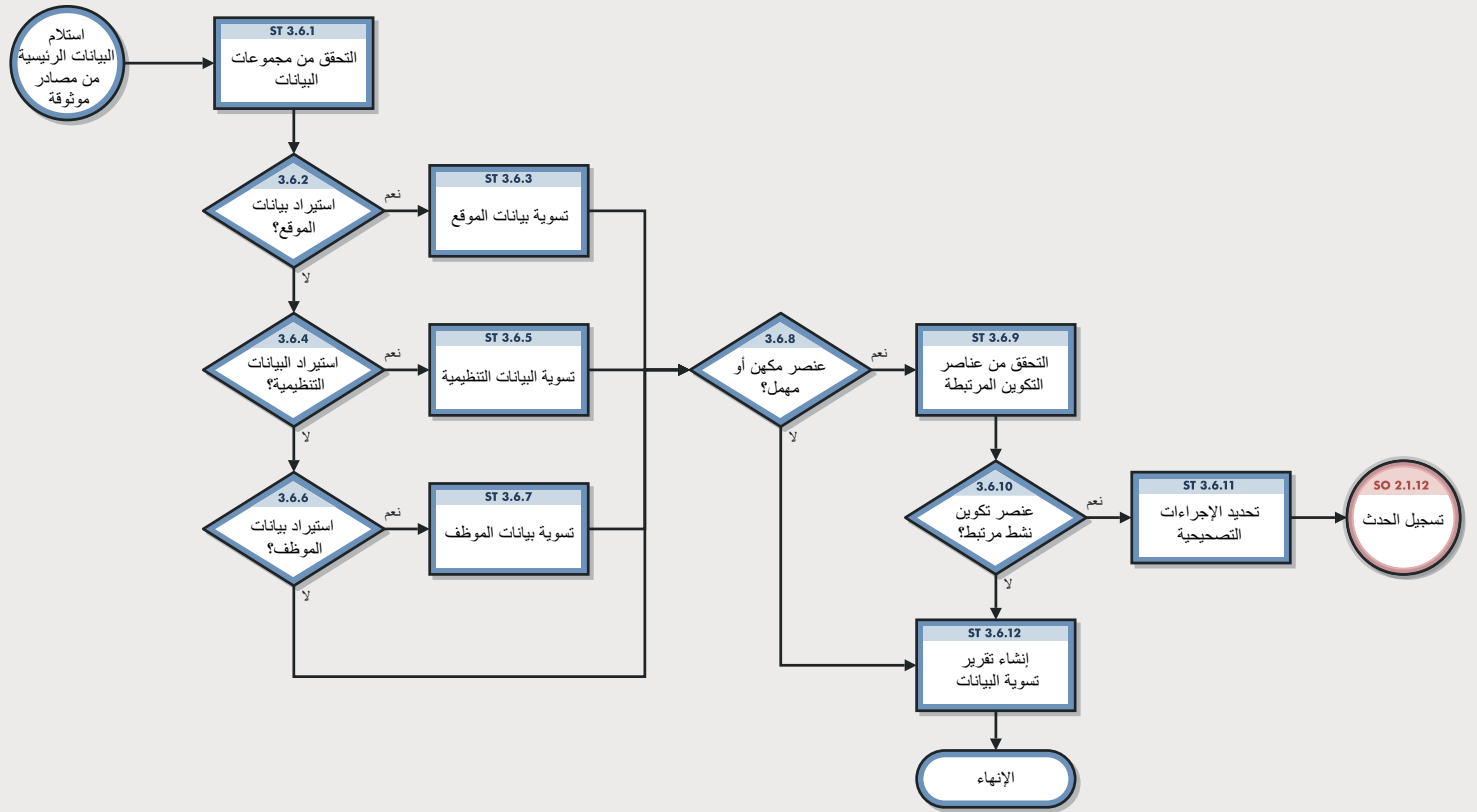 استلام
البيانات الرئيسية
من مصادر
موثوقة
ST 3.6.1
التحقق من مجموعات
البيانات
3.6.2
استيراد بيانات
الموقع؟
نعم
لا
ST 3.6.3
تسوية بيانات الموقع
3.6.4
استيراد البيانات
التنظيمية؟
نعم
لا
ST 3.6.5
تسوية البيانات التنظيمية
3.6.6
استيراد بيانات
الموظف؟
نعم
لا
ST 3.6.7
تسوية بيانات الموظف
3.6.8
عنصر مكهن أو
مهمل؟
نعم
لا
ST 3.6.9
التحقق من عناصر
التكوين المرتبطة
3.6.10
عنصر تكوين
نشط مرتبط؟
نعم
لا
ST 3.6.11
تحديد الإجراءات
التصحيحية
SO 2.1.12
تسجيل الحدث
ST 3.6.12
إنشاء تقرير
تسوية البيانات
الإنهاء